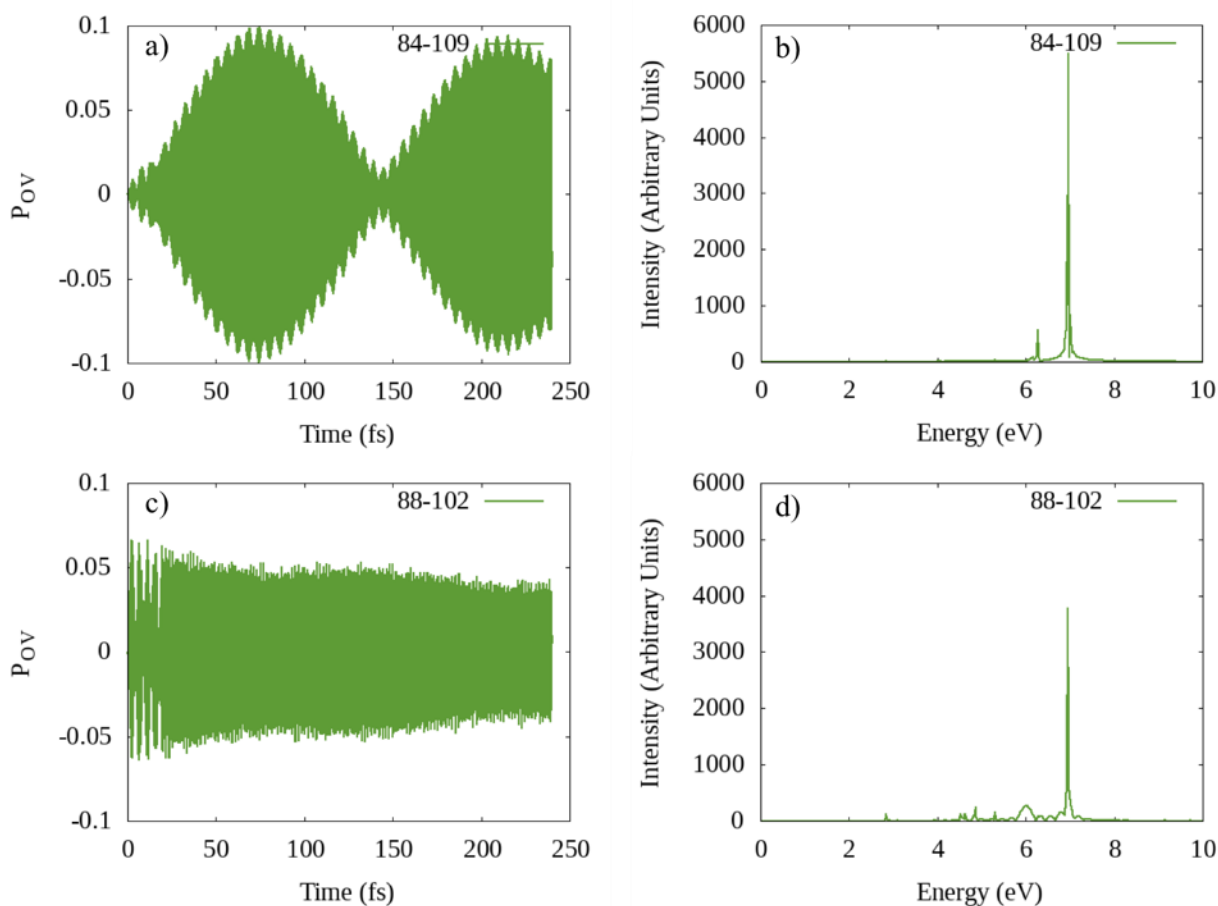 a)
84-109
0.1
0.05
0
-0.05
-0.1
P_OV
0 50 100 150 200 250
Time (fs)
b)
84-109
6000
5000
4000
3000
2000
1000
0
Intensity (Arbitrary Units)
0 2 4 6 8 10
Energy (eV)
c)
88-102
0.1
0.05
0
-0.05
-0.1
P_OV
0 50 100 150 200 250
Time (fs)
d)
88-102
6000
5000
4000
3000
2000
1000
0
Intensity (Arbitrary Units)
0 2 4 6 8 10
Energy (eV)